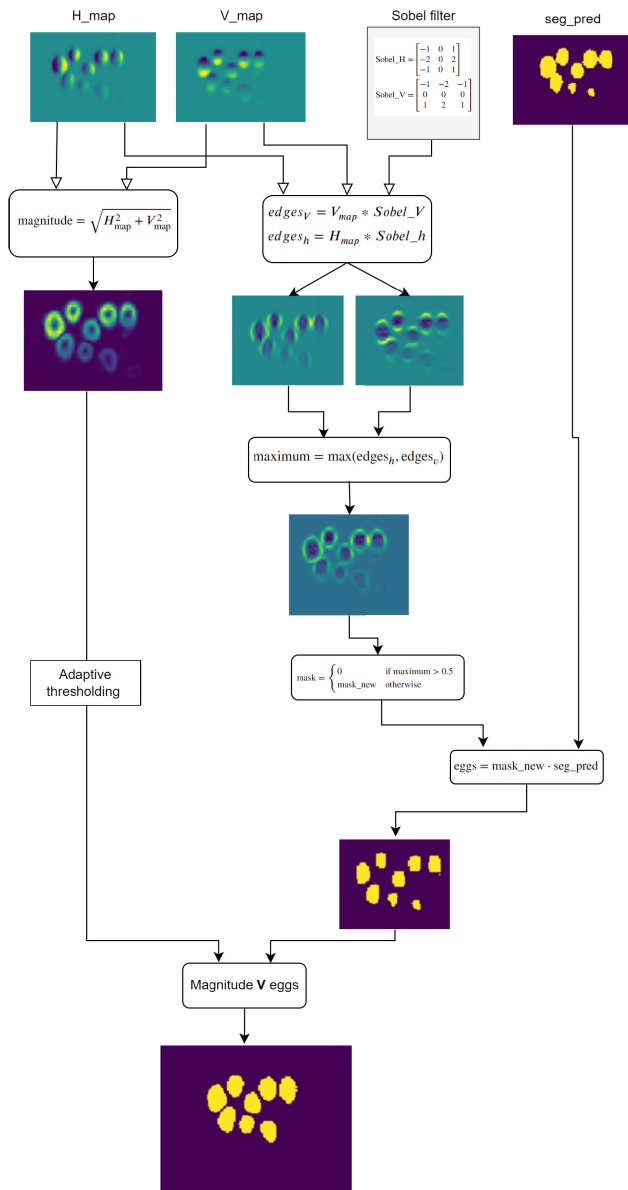 H_map
V_map
Sobel filter
seg_pred
Sobel_H = [−1 0 1
−2 0 2
−1 0 1]
Sobel_V = [−1 −2 −1
0 0 0
1 2 1]
magnitude = √(H²map + V²map)
edges_V = V_map ∗ Sobel_V
edges_h = H_map ∗ Sobel_h
maximum = max(edges_h, edges_v)
mask = {0 if maximum > 0.5
mask_new otherwise
Adaptive
thresholding
eggs = mask_new · seg_pred
Magnitude V eggs